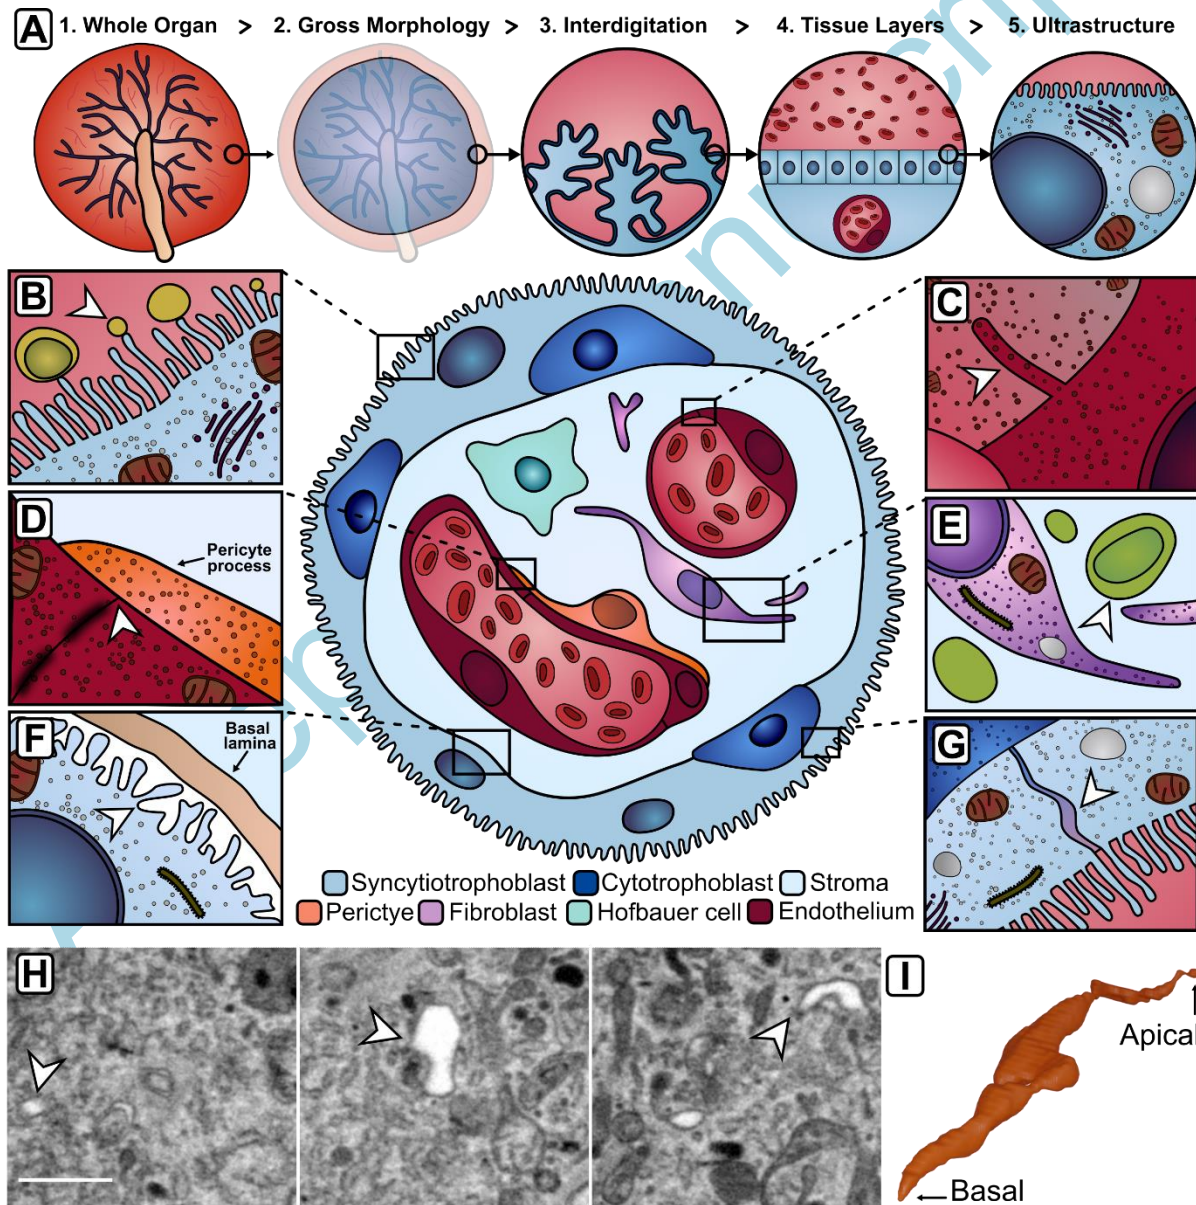 A 1. Whole Organ > 2. Gross Morphology > 3. Interdigitation > 4. Tissue Layers > 5. Ultrastructure
B
C
D
Pericyte
process
E
F
Basal
lamina
G
Syncytiotrophoblast Cytotrophoblast Stroma
Perictye Fibroblast Hofbauer cell Endothelium
H
I
Apical
Basal